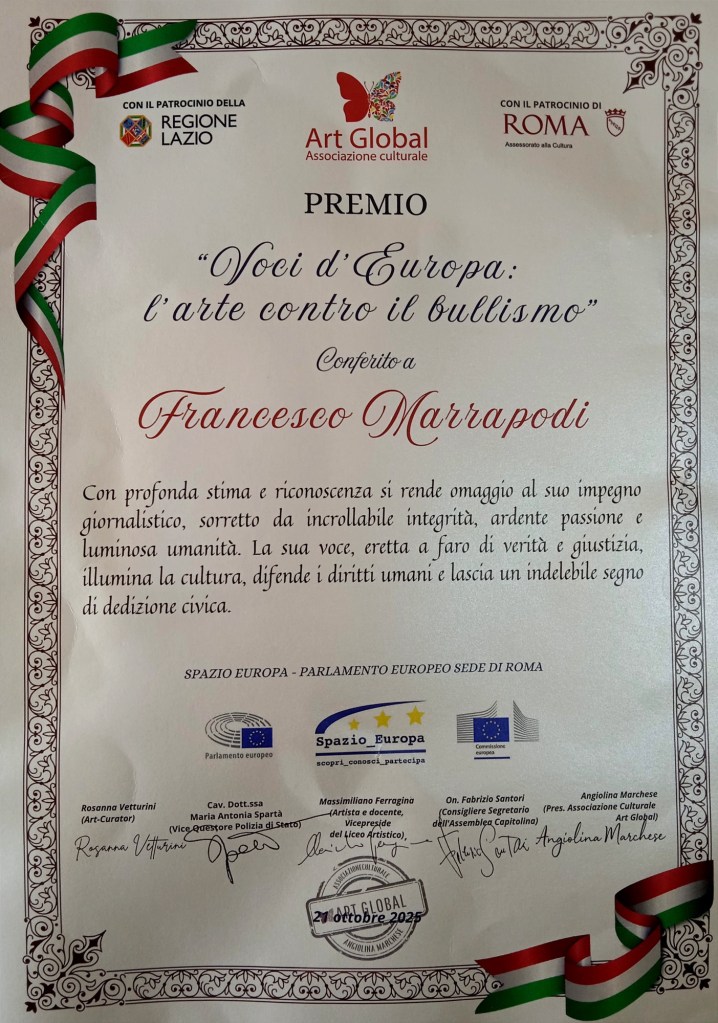 CON IL PATROCINIO DELLA
REGIONE
LAZIO
Art Global
Associazione culturale
CON IL PATROCINIO DI
ROMA
Assessorato alla Cultura
PREMIO
“Voci d’Europa:
l’arte contro il bullismo”
Conferito a
Francesco Marrapodi
Con profonda stima e riconoscenza si rende omaggio al suo impegno
giornalistico, sorretto da incrollabile integrità, ardente passione e
luminosa umanità. La sua voce, eretta a faro di verità e giustizia,
illumina la cultura, difende i diritti umani e lascia un indelebile segno
di dedizione civica.
SPAZIO EUROPA - PARLAMENTO EUROPEO SEDE DI ROMA
Parlamento europeo
Spazio_Europa
scopri_conosci_partecipa
Commissione
europea
Rosanna Vetturini
(Art-Curator)
Rosanna Vetturini
Cav. Dott.ssa
Maria Antonia Spartà
(Vice Questore Polizia di Stato)
Massimiliano Ferragina
(Artista e docente,
Vicepreside
del Liceo Artistico)
On. Fabrizio Santori
(Consigliere Segretario
dell'Assemblea Capitolina)
Angiolina Marchese
(Pres. Associazione Culturale
Art Global)
Angiolina Marchese
ASSOCIAZIONE CULTURALE
ART GLOBAL
21 ottobre 2025
ANGIOLINA MARCHESE